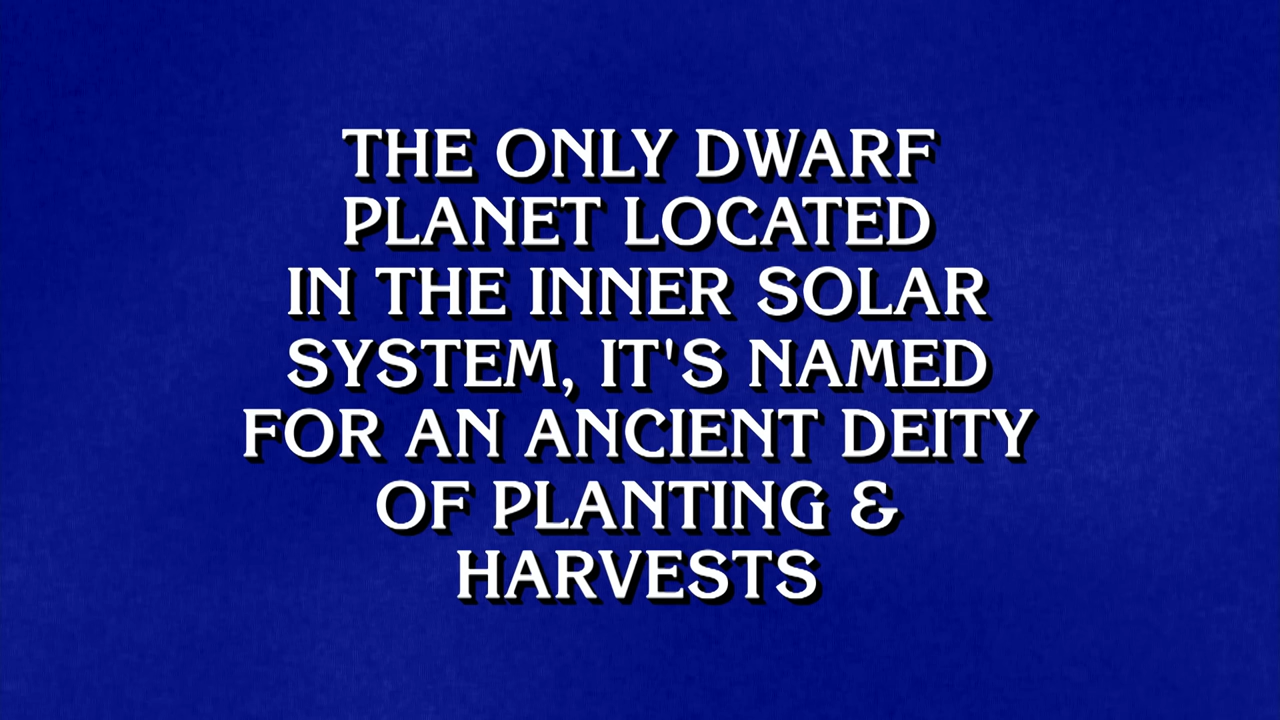 THE ONLY DWARF
PLANET LOCATED
IN THE INNER SOLAR
SYSTEM, IT'S NAMED
FOR AN ANCIENT DEITY
OF PLANTING &
HARVESTS